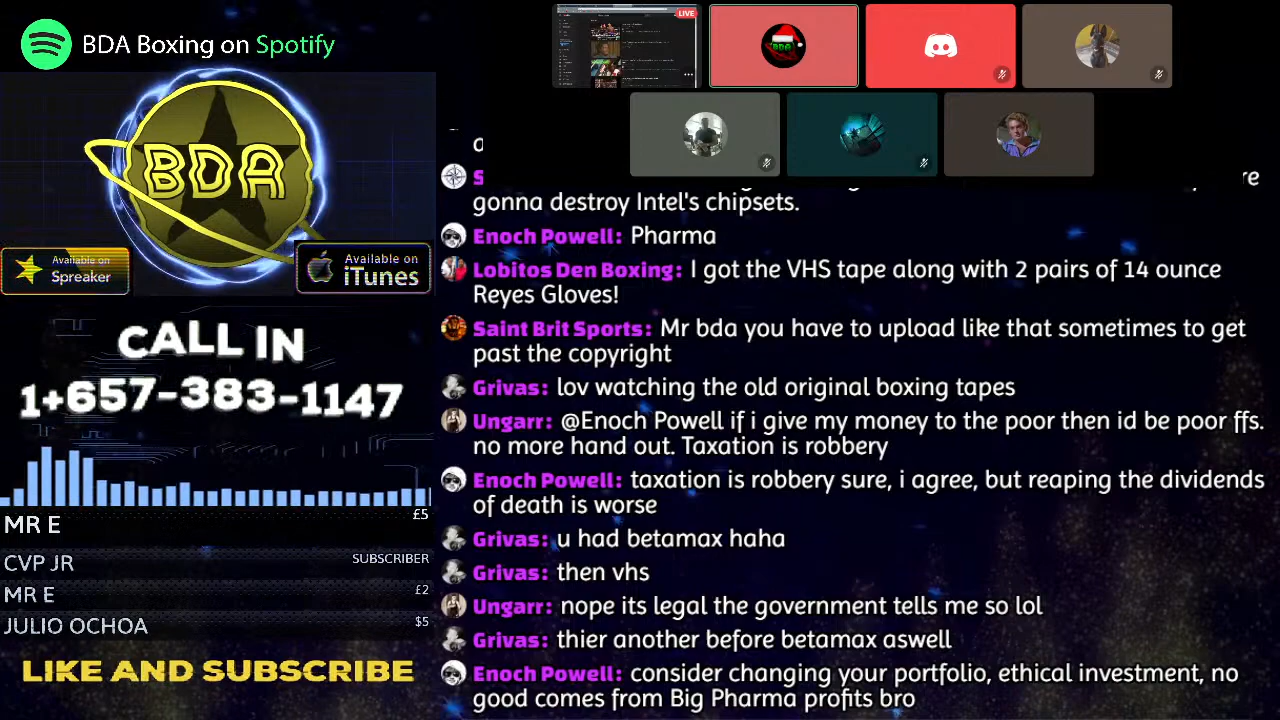 BDA Boxing on Spotify
LIVE
BDA
BDA
Available on
Spreaker
Available on
iTunes
CALL IN
1+657-383-1147
MR E £5
CVP JR SUBSCRIBER
MR E £2
JULIO OCHOA $5
LIKE AND SUBSCRIBE
gonna destroy Intel's chipsets.
Enoch Powell: Pharma
Lobitos Den Boxing: I got the VHS tape along with 2 pairs of 14 ounce
Reyes Gloves!
Saint Brit Sports: Mr bda you have to upload like that sometimes to get
past the copyright
Grivas: lov watching the old original boxing tapes
Ungarr: @Enoch Powell if i give my money to the poor then id be poor ffs.
no more hand out. Taxation is robbery
Enoch Powell: taxation is robbery sure, i agree, but reaping the dividends
of death is worse
Grivas: u had betamax haha
Grivas: then vhs
Ungarr: nope its legal the government tells me so lol
Grivas: thier another before betamax aswell
Enoch Powell: consider changing your portfolio, ethical investment, no
good comes from Big Pharma profits bro